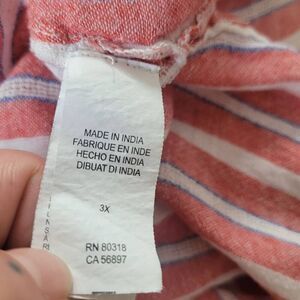 MADE IN INDIA
FABRIQUE EN INDE
HECHO EN INDIA
DIBUAT DI INDIA
3X
RN 80318
CA 56897